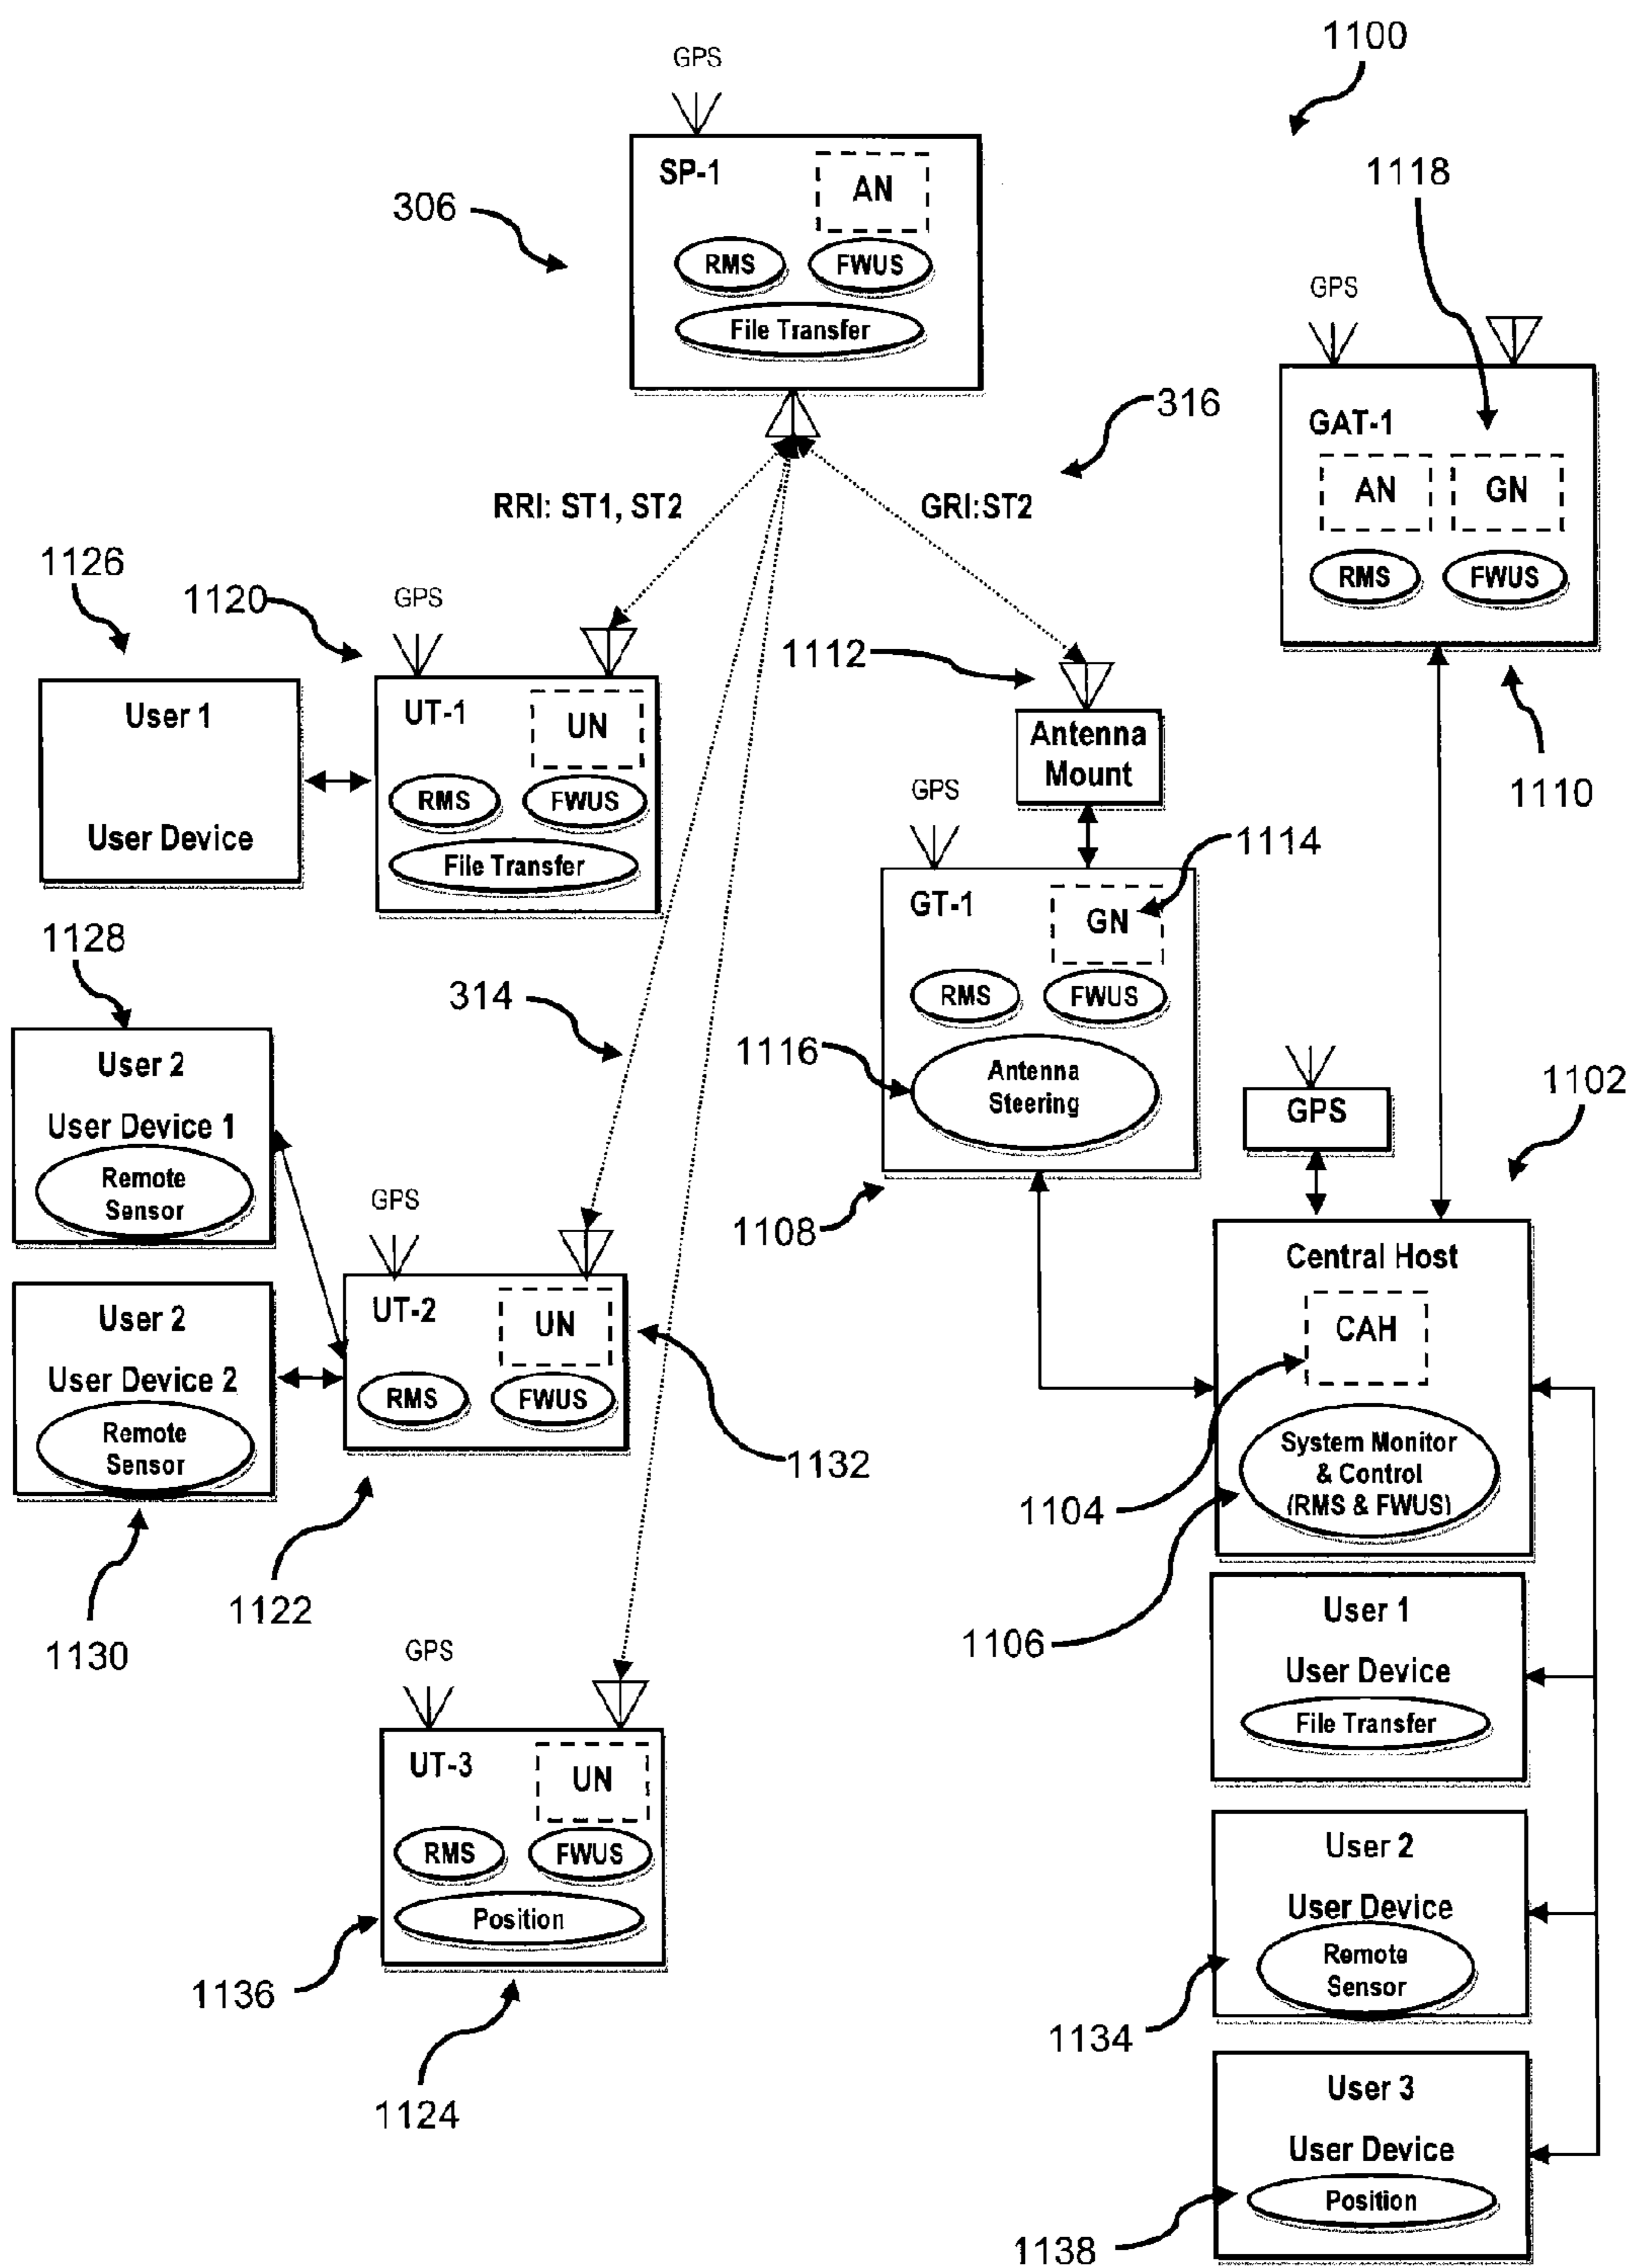 1100
GPS
SP-1
AN
1118
306
RMS
FWUS
File Transfer
GPS
316
GAT-1
AN
GN
RMS
FWUS
RRI: ST1, ST2
GRI:ST2
1126
1120
GPS
1112
User 1
User Device
UT-1
UN
RMS
FWUS
File Transfer
Antenna
Mount
1110
GPS
1114
GT-1
GN
RMS
FWUS
1128
314
1116
Antenna
Steering
User 2
User Device 1
Remote
Sensor
1102
GPS
GPS
1108
Central Host
CAH
User 2
User Device 2
Remote
Sensor
UT-2
UN
RMS
FWUS
1132
System Monitor
& Control
(RMS & FWUS)
1104
1122
1130
1106
User 1
User Device
File Transfer
GPS
UT-3
UN
RMS
FWUS
Position
User 2
User Device
Remote
Sensor
1136
1134
1124
User 3
User Device
Position
1138